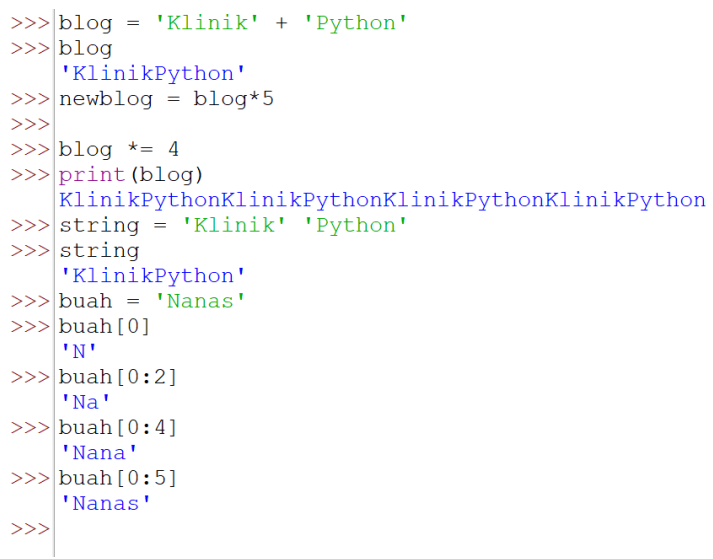 >>> blog = 'Klinik' + 'Python'
>>> blog
'KlinikPython'
>>> newblog = blog*5
>>>
>>> blog *= 4
>>> print(blog)
KlinikPythonKlinikPythonKlinikPythonKlinikPython
>>> string = 'Klinik' 'Python'
>>> string
'KlinikPython'
>>> buah = 'Nanas'
>>> buah[0]
'N'
>>> buah[0:2]
'Na'
>>> buah[0:4]
'Nana'
>>> buah[0:5]
'Nanas'
>>>